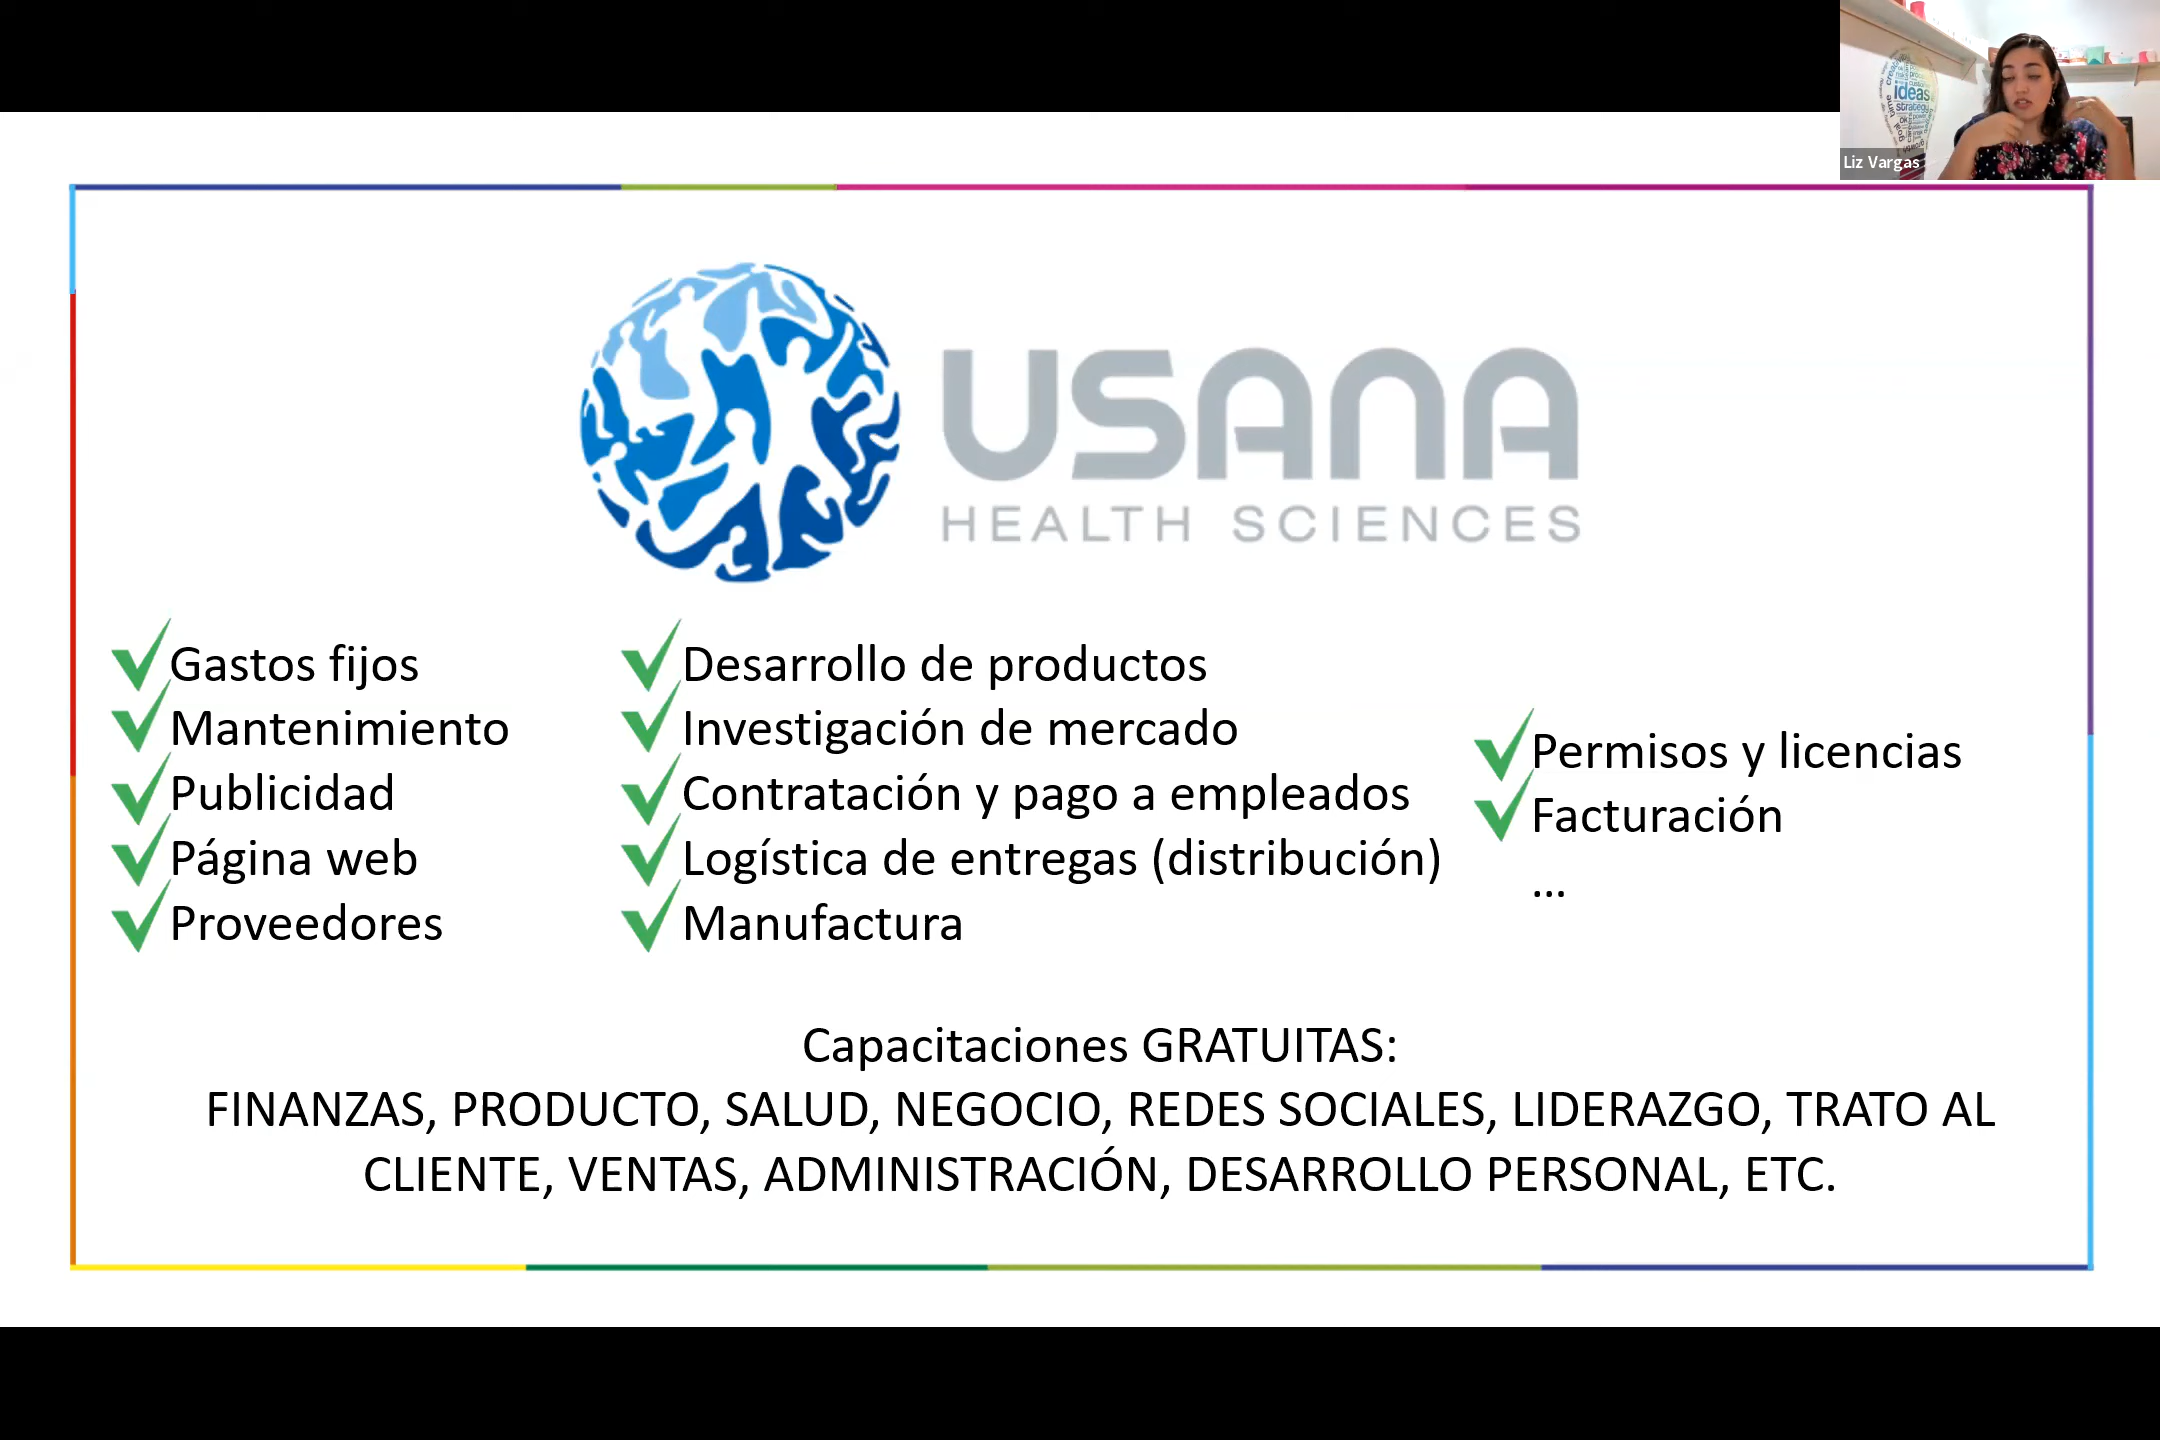 Liz Vargas
ideas
strategy
USANA
HEALTH SCIENCES
Gastos fijos
Mantenimiento
Publicidad
Página web
Proveedores
Desarrollo de productos
Investigación de mercado
Contratación y pago a empleados
Logística de entregas (distribución)
Manufactura
Permisos y licencias
Facturación
...
Capacitaciones GRATUITAS:
FINANZAS, PRODUCTO, SALUD, NEGOCIO, REDES SOCIALES, LIDERAZGO, TRATO AL
CLIENTE, VENTAS, ADMINISTRACIÓN, DESARROLLO PERSONAL, ETC.